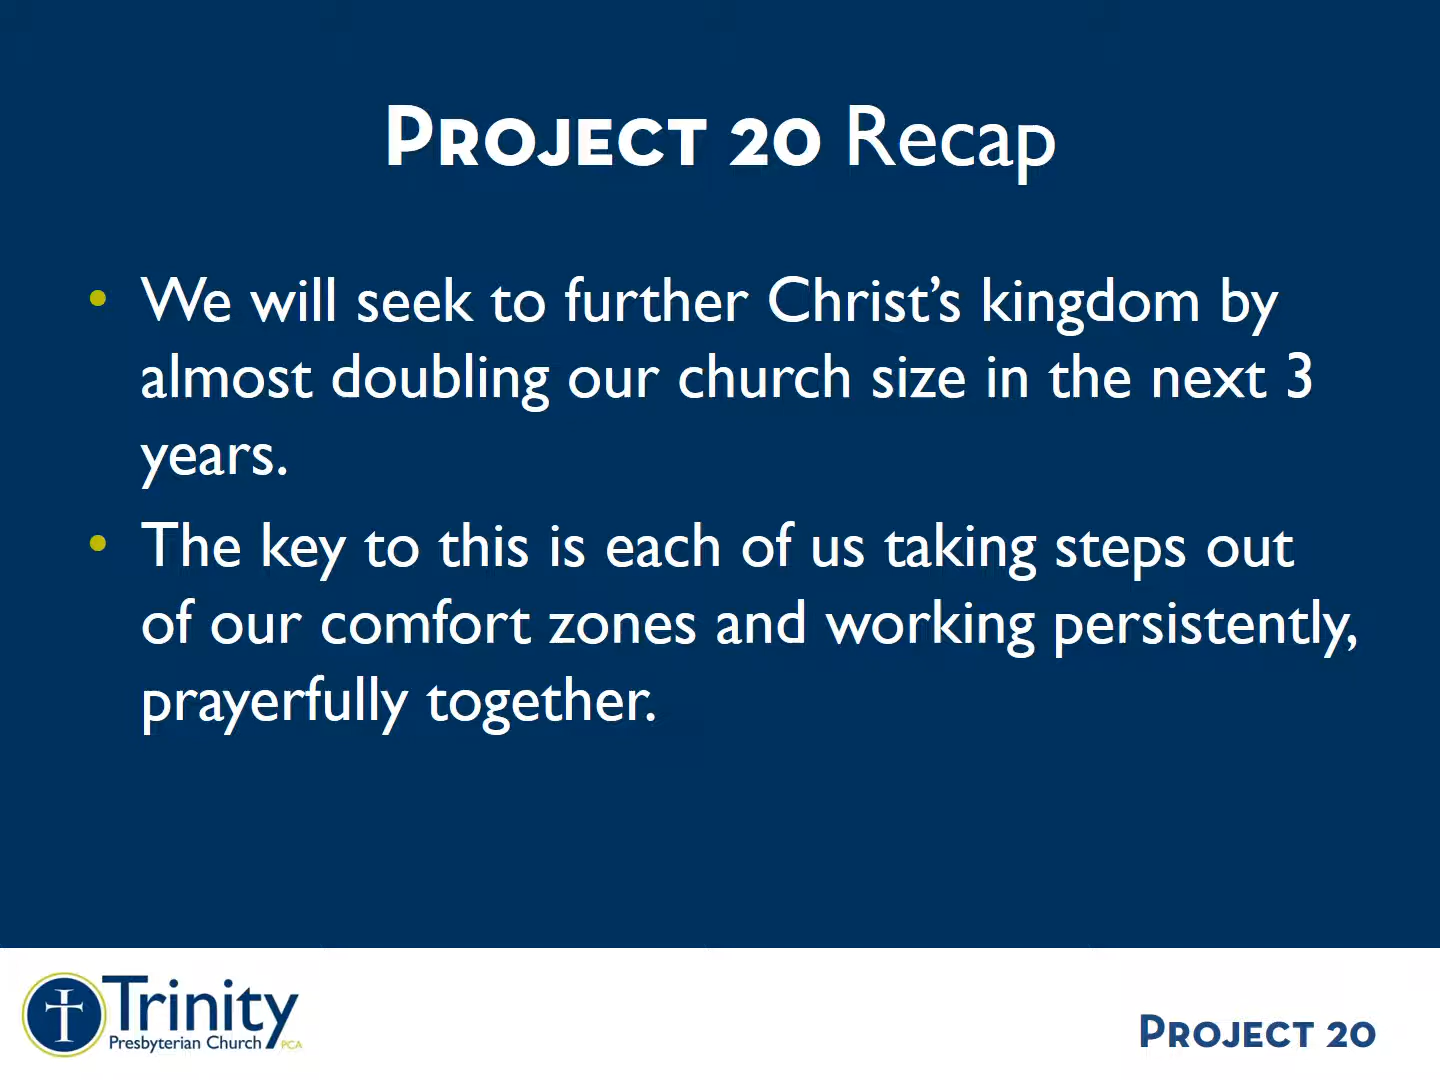 Project 20 Recap
• We will seek to further Christ’s kingdom by
almost doubling our church size in the next 3
years.
• The key to this is each of us taking steps out
of our comfort zones and working persistently,
prayerfully together.
Trinity
Presbyterian Church PCA
Project 20